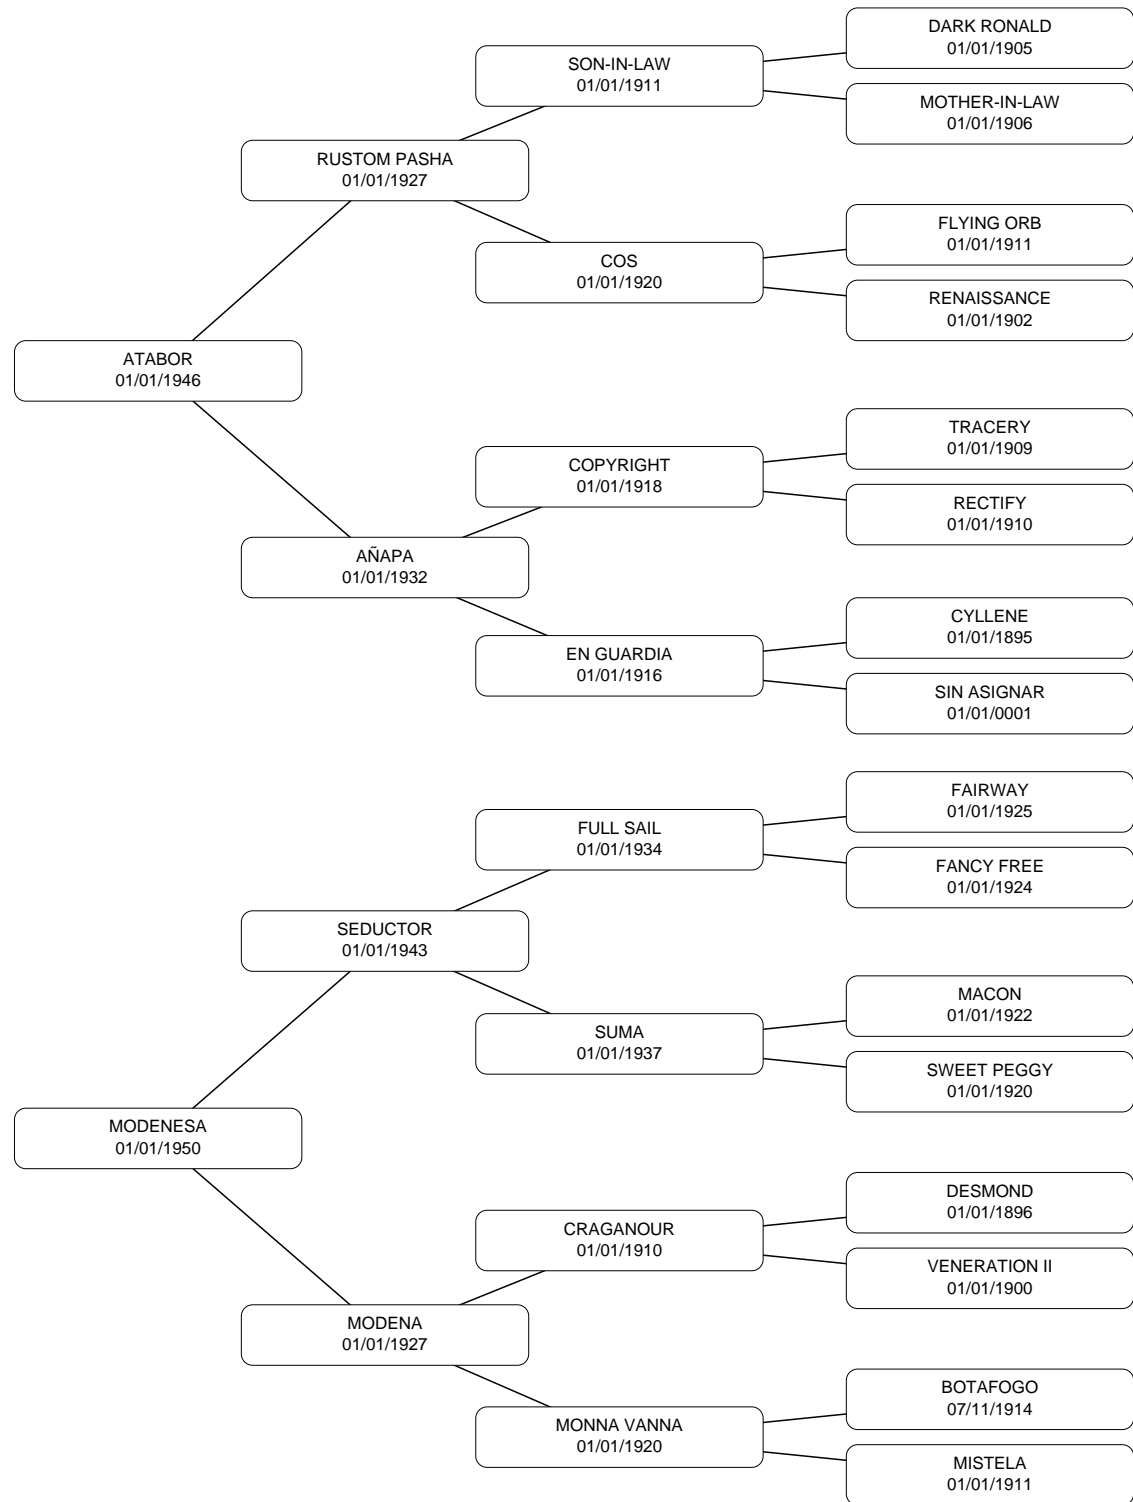 DARK RONALD
01/01/1905
SON-IN-LAW
01/01/1911
MOTHER-IN-LAW
01/01/1906
RUSTOM PASHA
01/01/1927
FLYING ORB
01/01/1911
COS
01/01/1920
RENAISSANCE
01/01/1902
ATABOR
01/01/1946
TRACERY
01/01/1909
COPYRIGHT
01/01/1918
RECTIFY
01/01/1910
AÑAPA
01/01/1932
CYLLENE
01/01/1895
EN GUARDIA
01/01/1916
SIN ASIGNAR
01/01/0001
FAIRWAY
01/01/1925
FULL SAIL
01/01/1934
FANCY FREE
01/01/1924
SEDUCTOR
01/01/1943
MACON
01/01/1922
SUMA
01/01/1937
SWEET PEGGY
01/01/1920
MODENESA
01/01/1950
DESMOND
01/01/1896
CRAGANOUR
01/01/1910
VENERATION II
01/01/1900
MODENA
01/01/1927
BOTAFOGO
07/11/1914
MONNA VANNA
01/01/1920
MISTELA
01/01/1911